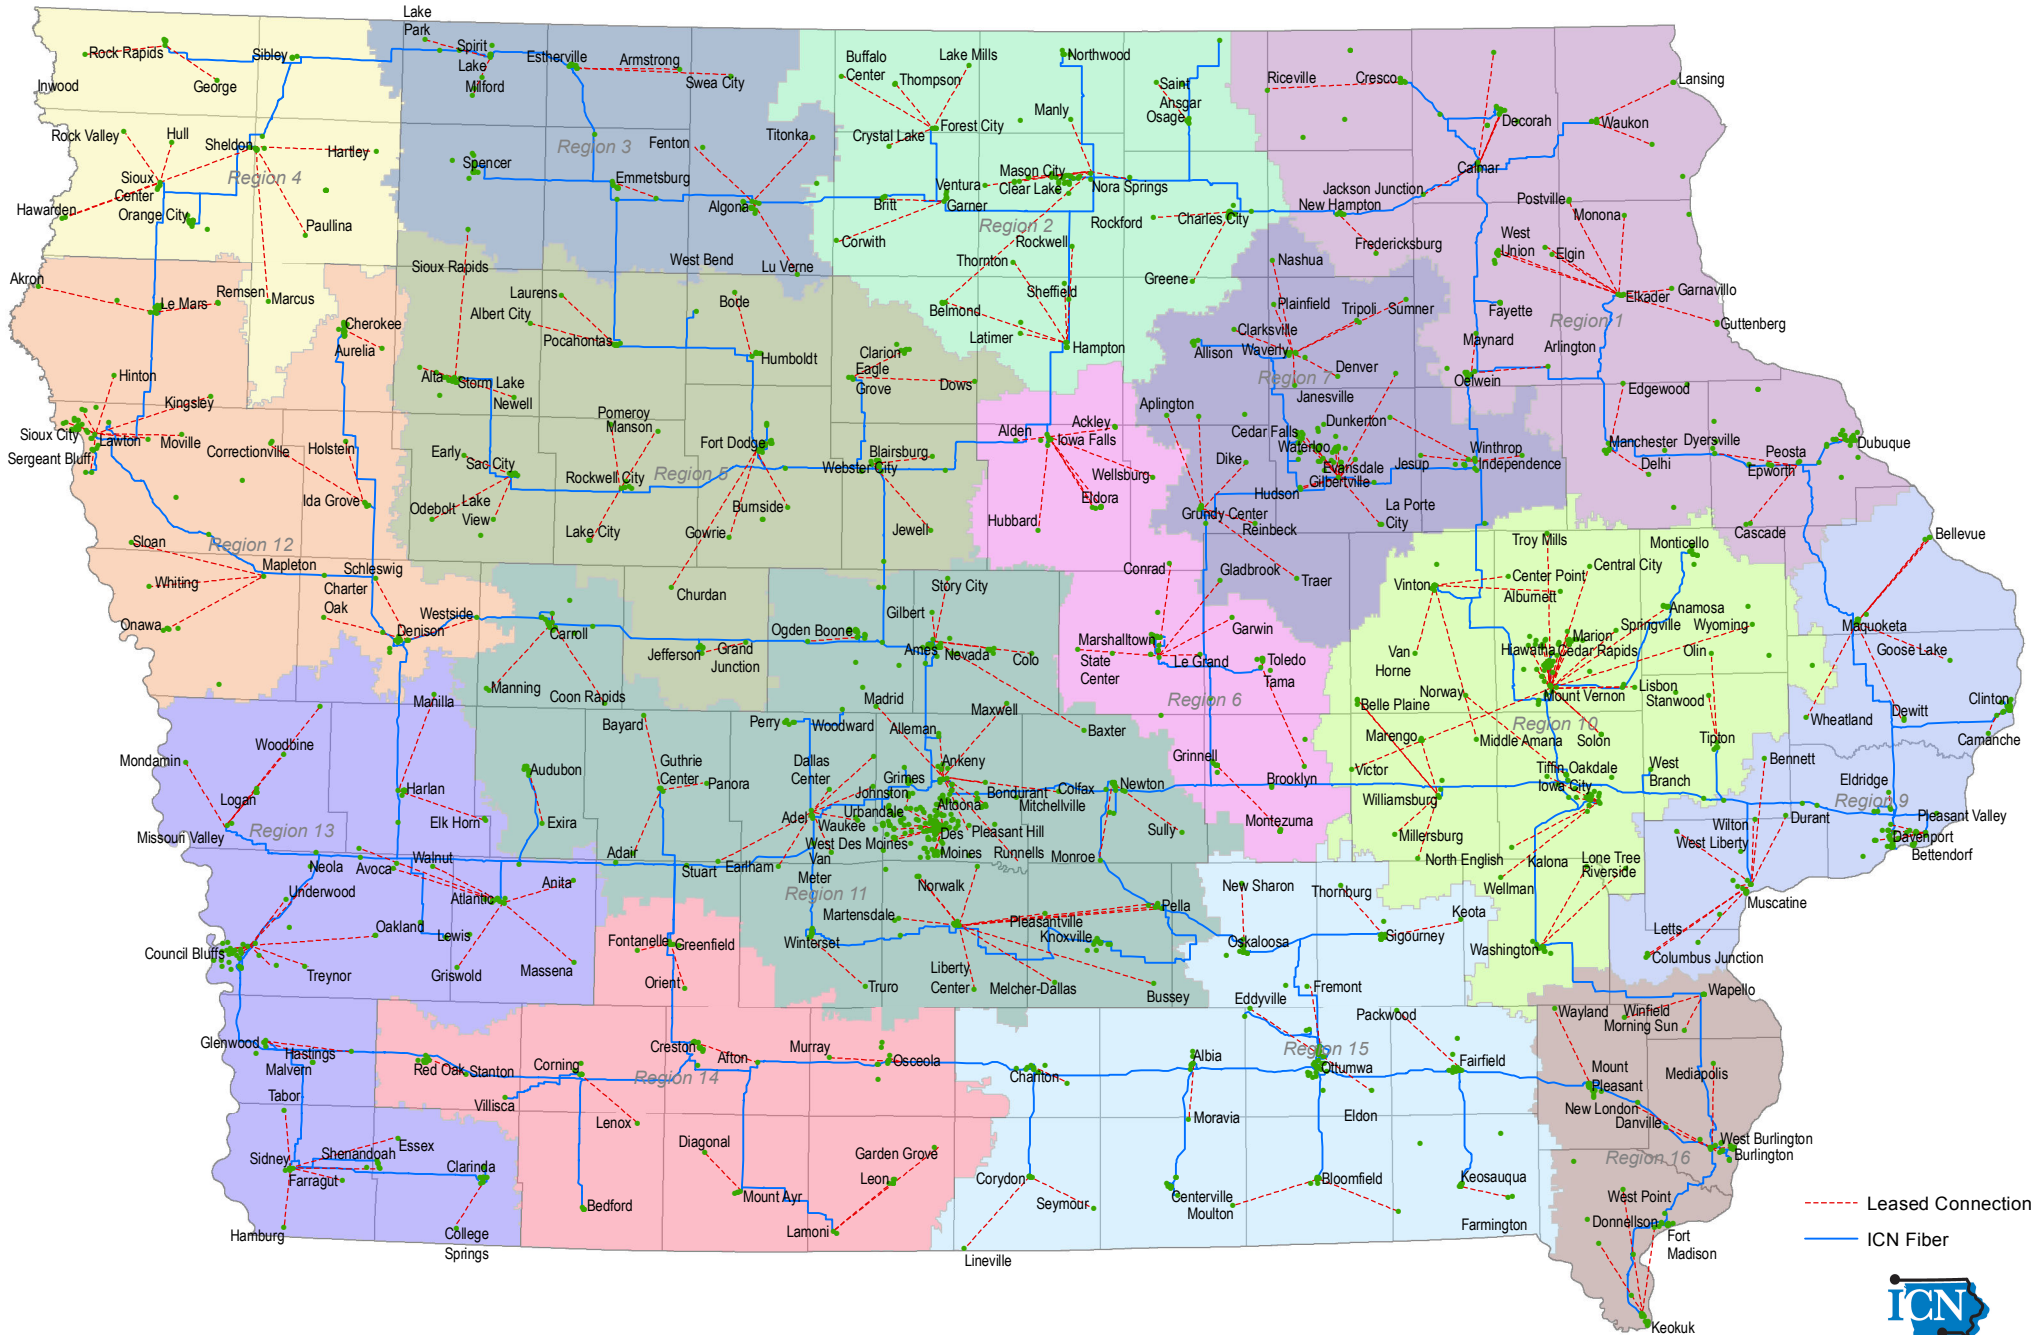 Lake
Park
Rock Rapids
Sibley
Spirit
Lake
Milford
Estherville
Armstrong
Swea City
Buffalo
Center
Thompson
Lake Mills
Northwood
Saint
Ansgar
Osage
Riceville
Cresco
Lansing
Inwood
George
Rock Valley
Hull
Sheldon
Hartley
Region 4
Sioux
Center
Orange City
Hawarden
Paullina
Spencer
Region 3
Fenton
Titonka
Emmetsburg
Algona
West Bend
Lu Verne
Crystal Lake
Forest City
Manly
Mason City
Clear Lake
Nora Springs
Ventura
Garner
Britt
Region 2
Corwith
Rockwell
Rockford
Charles City
Thornton
Sheffield
Greene
Belmond
Latimer
Hampton
Decorah
Waukon
Calmar
Jackson Junction
New Hampton
Fredericksburg
Postville
Monona
West
Union
Elgin
Elkader
Garnavillo
Guttenberg
Fayette
Region 1
Maynard
Arlington
Oelwein
Edgewood
Manchester
Delhi
Dyersville
Epworth
Peosta
Dubuque
Cascade
Akron
Le Mars
Remsen
Marcus
Cherokee
Aurelia
Hinton
Kingsley
Sioux City
Lawton
Moville
Sergeant Bluff
Correctionville
Holstein
Ida Grove
Region 12
Sloan
Whiting
Onawa
Mapleton
Charter
Oak
Schleswig
Denison
Westside
Sioux Rapids
Laurens
Albert City
Pocahontas
Bode
Humboldt
Alta
Storm Lake
Newell
Early
Sac City
Odebolt
Lake
View
Pomeroy
Manson
Rockwell City
Region 5
Lake City
Fort Dodge
Gowrie
Burnside
Clarion
Eagle
Grove
Dows
Blairsburg
Webster City
Jewell
Churdan
Jefferson
Grand
Junction
Nashua
Plainfield
Tripoli
Sumner
Clarksville
Allison
Waverly
Region 7
Denver
Janesville
Dunkerton
Aplington
Cedar Falls
Waterloo
Evansdale
Gilbertville
Dike
Hudson
Grundy Center
Reinbeck
Jesup
Winthrop
Independence
La Porte
City
Traer
Gladbrook
Alden
Ackley
Iowa Falls
Wellsburg
Eldora
Hubbard
Conrad
Garwin
Marshalltown
State
Center
Le Grand
Toledo
Tama
Region 6
Grinnell
Brooklyn
Montezuma
Troy Mills
Monticello
Vinton
Center Point
Central City
Alburnett
Anamosa
Springville
Wyoming
Marion
Hiawatha
Cedar Rapids
Olin
Van
Horne
Norway
Mount Vernon
Lisbon
Stanwood
Belle Plaine
Region 10
Marengo
Middle Amana
Solon
Tipton
Victor
Tiffin
Oakdale
Iowa City
West
Branch
Williamsburg
Millersburg
North English
Kalona
Wellman
Lone Tree
Riverside
Washington
Bellevue
Maquoketa
Goose Lake
Wheatland
Dewitt
Clinton
Camanche
Bennett
Eldridge
Region 9
Pleasant Valley
Davenport
Bettendorf
Durant
Wilton
West Liberty
Muscatine
Letts
Columbus Junction
Carroll
Manning
Coon Rapids
Story City
Gilbert
Ogden
Boone
Ames
Nevada
Colo
Madrid
Maxwell
Baxter
Perry
Woodward
Alleman
Bayard
Guthrie
Center
Panora
Dallas
Center
Grimes
Ankeny
Johnston
Bondurant
Colfax
Newton
Mitchellville
Altoona
Urbandale
Adel
Waukee
West Des Moines
Des
Moines
Pleasant Hill
Runnells
Sully
Monroe
Audubon
Exira
Adair
Stuart
Earlham
Van
Meter
Region 11
Norwalk
Martensdale
Winterset
Truro
Pleasantville
Knoxville
Pella
Liberty
Center
Melcher-Dallas
Bussey
Manilla
Woodbine
Mondamin
Logan
Harlan
Elk Horn
Missouri Valley
Region 13
Neola
Avoca
Walnut
Underwood
Atlantic
Anita
Oakland
Lewis
Council Bluffs
Treynor
Griswold
Massena
Glenwood
Hastings
Malvern
Tabor
Sidney
Shenandoah
Essex
Farragut
Clarinda
Hamburg
College
Springs
Fontanelle
Greenfield
Orient
Creston
Afton
Murray
Osceola
Corning
Red Oak
Stanton
Region 14
Villisca
Lenox
Diagonal
Garden Grove
Leon
Mount Ayr
Bedford
Lamoni
New Sharon
Thornburg
Keota
Oskaloosa
Sigourney
Eddyville
Fremont
Packwood
Region 15
Albia
Ottumwa
Fairfield
Chariton
Moravia
Eldon
Corydon
Seymour
Centerville
Moulton
Bloomfield
Keosauqua
Farmington
Lineville
Wapello
Wayland
Winfield
Morning Sun
Mount
Pleasant
Mediapolis
New London
Danville
West Burlington
Burlington
Region 16
West Point
Donnellson
Fort
Madison
Keokuk
Leased Connection
ICN Fiber
ICN